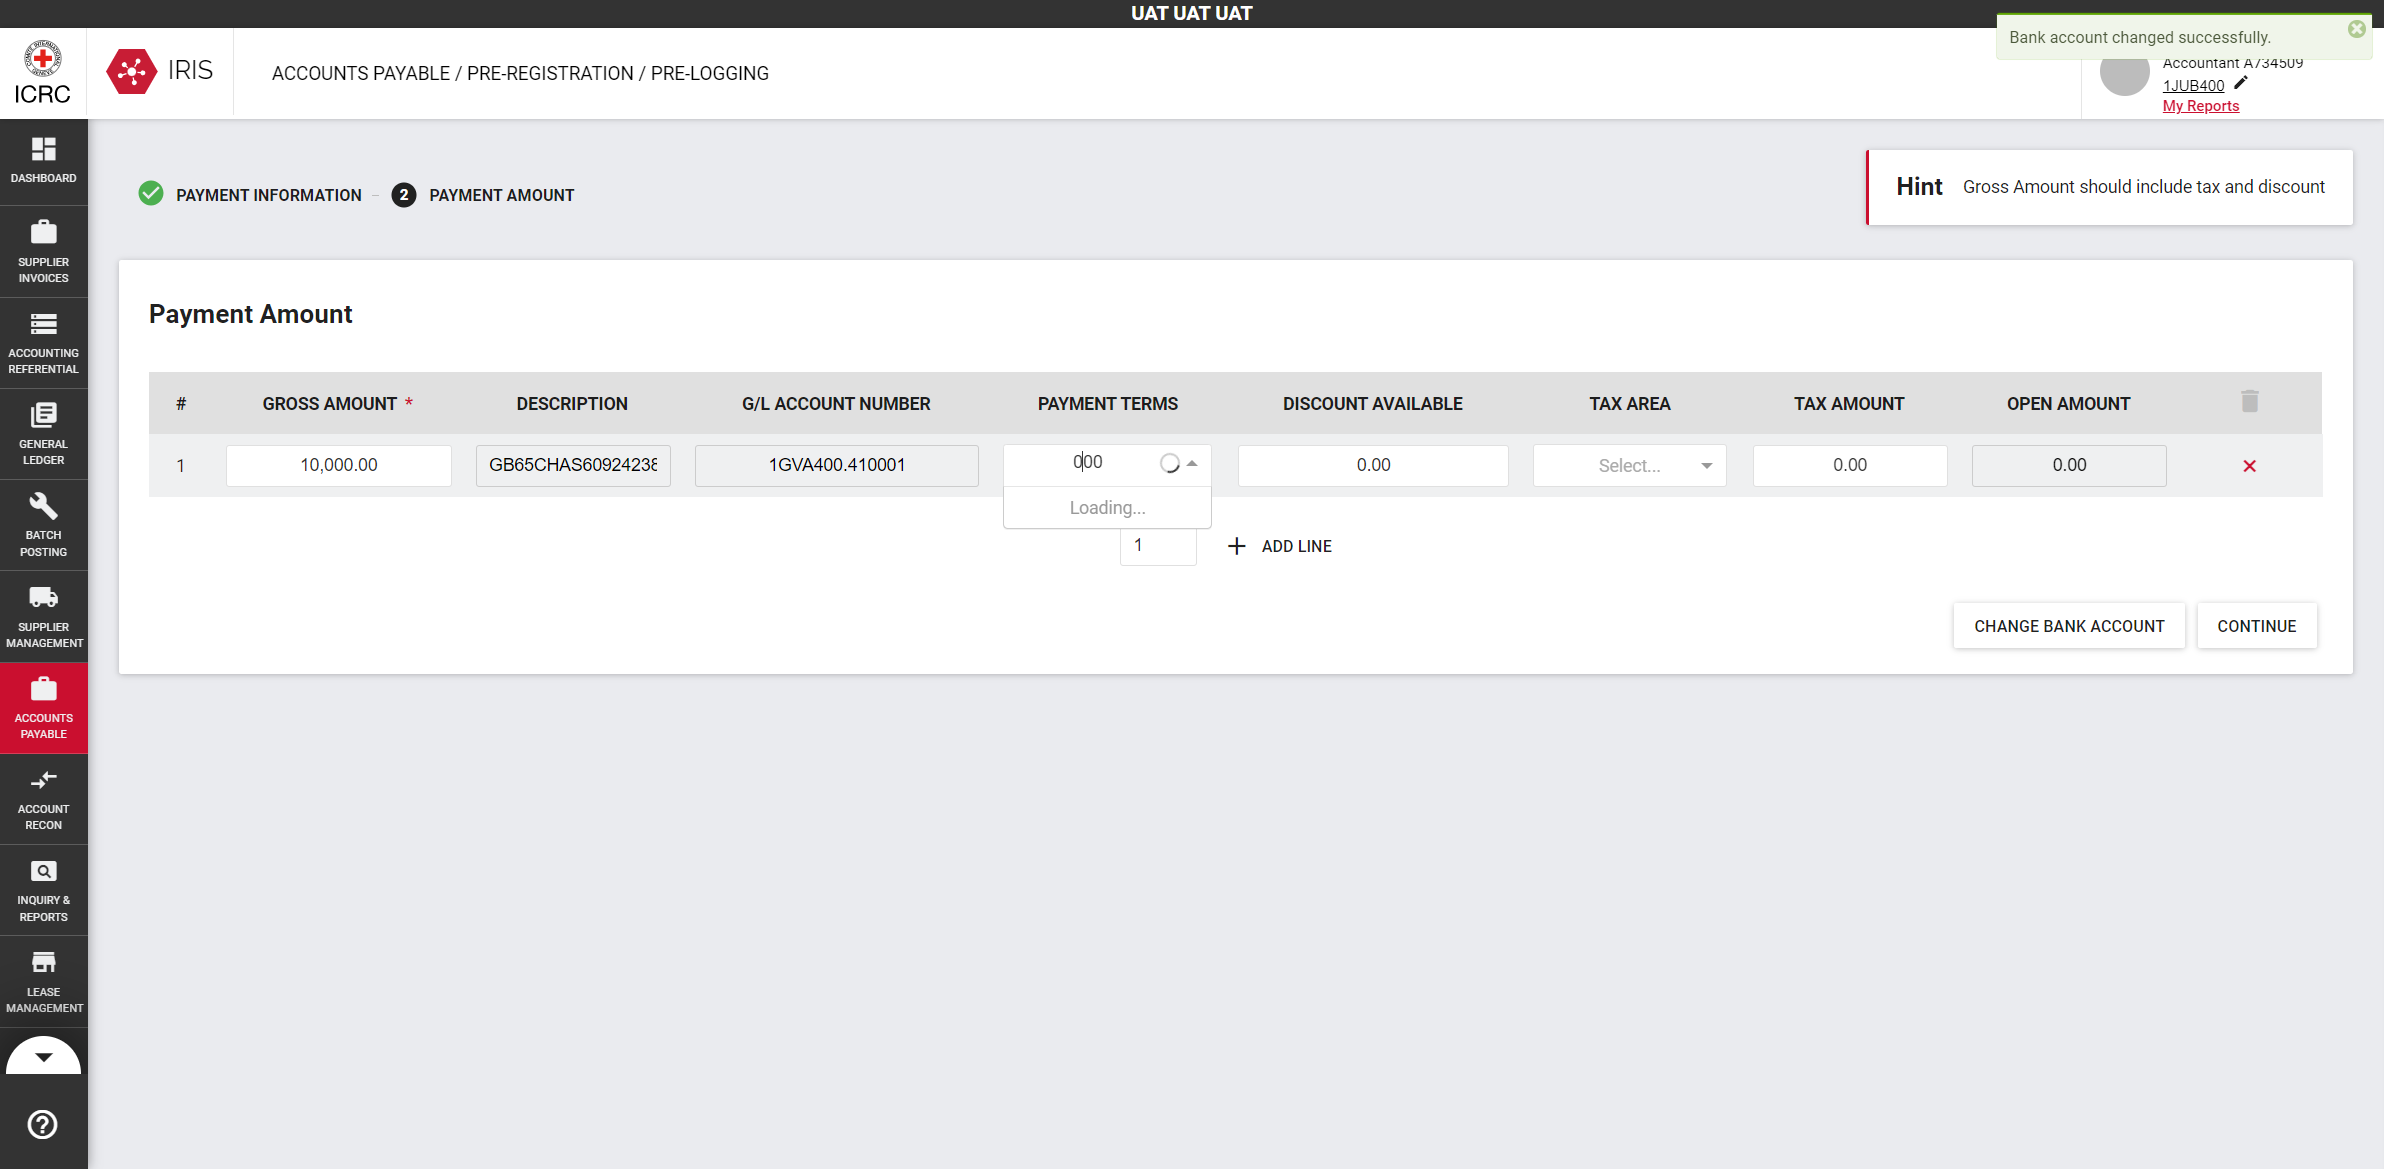 UAT UAT UAT
Bank account changed successfully.
ICRC
IRIS
ACCOUNTS PAYABLE / PRE-REGISTRATION / PRE-LOGGING
Accountant A734509
1JUB400
My Reports
DASHBOARD
SUPPLIER
INVOICES
ACCOUNTING
REFERENTIAL
GENERAL
LEDGER
BATCH
POSTING
SUPPLIER
MANAGEMENT
ACCOUNTS
PAYABLE
ACCOUNT
RECON
INQUIRY &
REPORTS
LEASE
MANAGEMENT
PAYMENT INFORMATION
2 PAYMENT AMOUNT
Hint Gross Amount should include tax and discount
Payment Amount
# GROSS AMOUNT * DESCRIPTION G/L ACCOUNT NUMBER PAYMENT TERMS DISCOUNT AVAILABLE TAX AREA TAX AMOUNT OPEN AMOUNT
1 10,000.00 GB65CHAS60924238 1GVA400.410001 000 0.00 Select... 0.00 0.00
Loading...
1 + ADD LINE
CHANGE BANK ACCOUNT CONTINUE